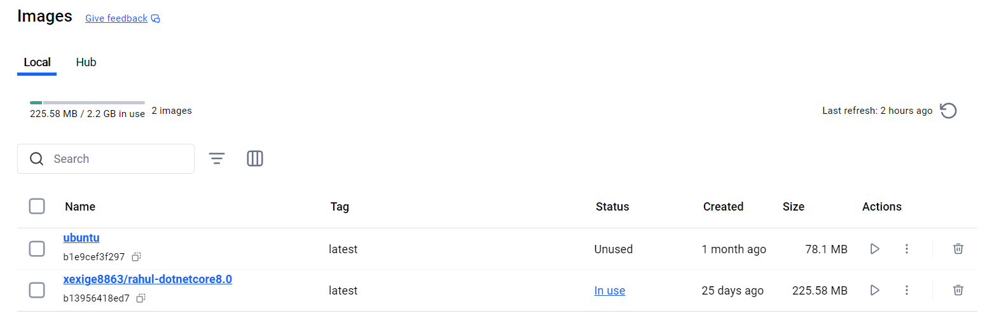 Images Give feedback
Local Hub
225.58 MB / 2.2 GB in use 2 images
Last refresh: 2 hours ago
Search
Name Tag Status Created Size Actions
ubuntu
b1e9cef3f297
latest Unused 1 month ago 78.1 MB
xexige8863/rahul-dotnetcore8.0
b13956418ed7
latest In use 25 days ago 225.58 MB